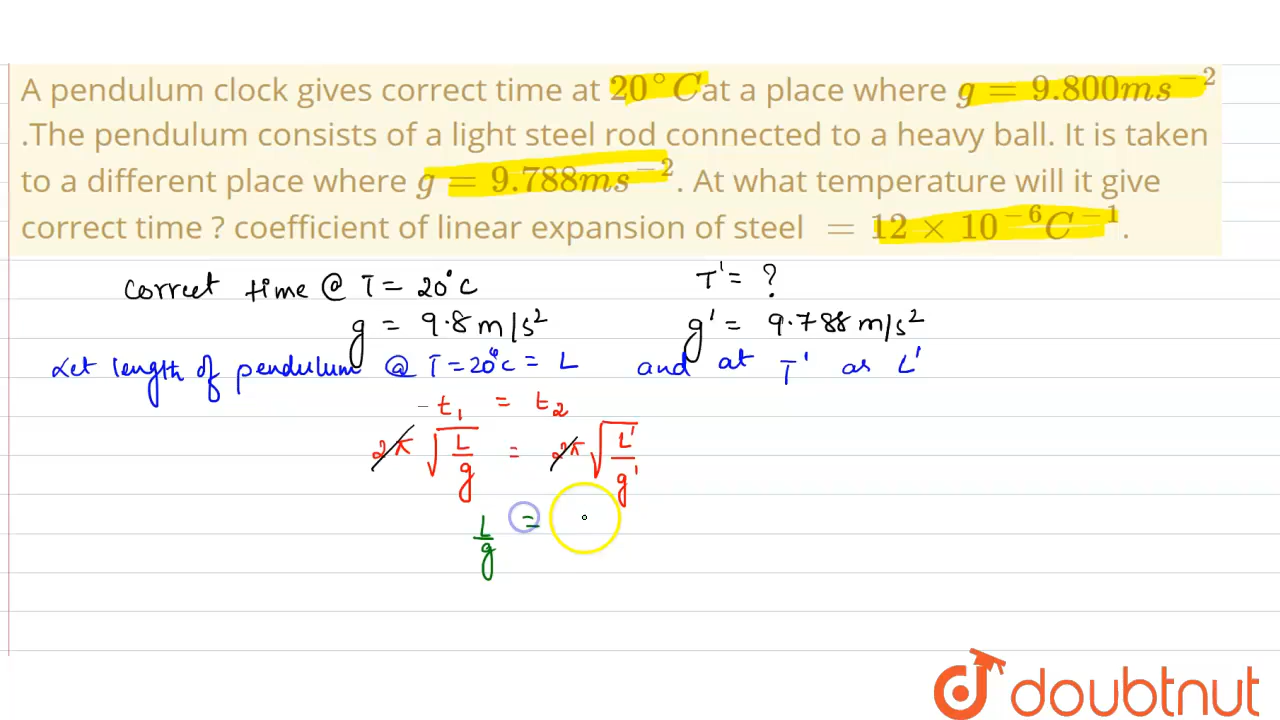 A pendulum clock gives correct time at 20°C at a place where g = 9.800ms⁻²
.The pendulum consists of a light steel rod connected to a heavy ball. It is taken
to a different place where g = 9.788ms⁻². At what temperature will it give
correct time ? coefficient of linear expansion of steel = 12 × 10⁻⁶C⁻¹.
Correct time @ T = 20°C T' = ?
g = 9.8 m/s² g' = 9.788 m/s²
Let length of pendulum @ T = 20°C = L and at T' as L'
t₁ = t₂
2π √(L/g) = 2π √(L'/g')
L/g =
doubtnut